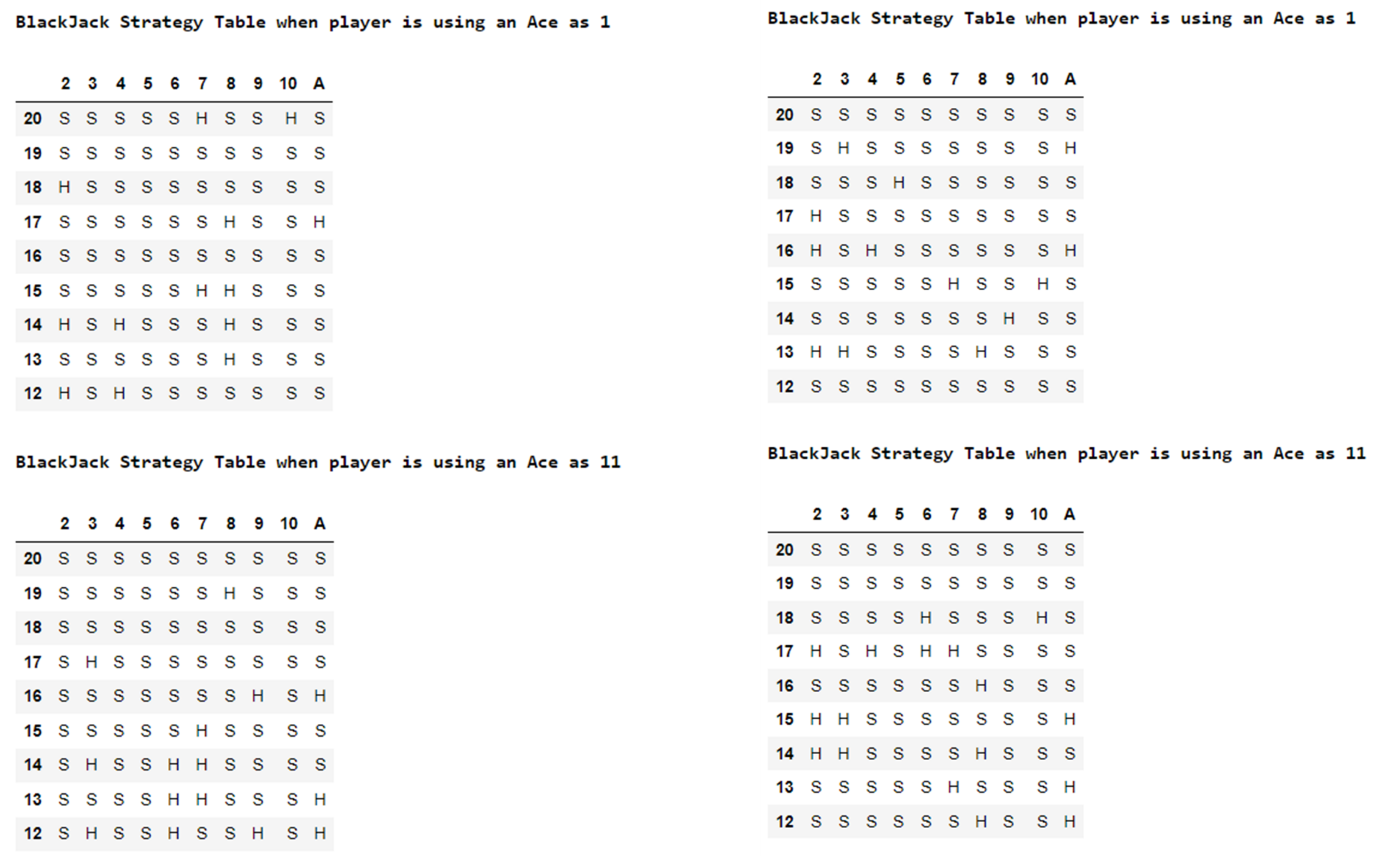 BlackJack Strategy Table when player is using an Ace as 1
2 3 4 5 6 7 8 9 10 A
20 S S S S S H S S H S
19 S S S S S S S S S S
18 H S S S S S S S S S
17 S S S S S S H S S H
16 S S S S S S S S S S
15 S S S S S H H S S S
14 H S H S S S H S S S
13 S S S S S S H S S S
12 H S H S S S S S S S
BlackJack Strategy Table when player is using an Ace as 11
2 3 4 5 6 7 8 9 10 A
20 S S S S S S S S S S
19 S S S S S S H S S S
18 S S S S S S S S S S
17 S H S S S S S S S S
16 S S S S S S S H S H
15 S S S S S H S S S S
14 S H S S H H S S S S
13 S S S S H H S S S H
12 S H S S H S S H S H
BlackJack Strategy Table when player is using an Ace as 1
2 3 4 5 6 7 8 9 10 A
20 S S S S S S S S S S
19 S H S S S S S S S H
18 S S S H S S S S S S
17 H S S S S S S S S S
16 H S H S S S S S S H
15 S S S S S H S S H S
14 S S S S S S S H S S
13 H H S S S S H S S S
12 S S S S S S S S S S
BlackJack Strategy Table when player is using an Ace as 11
2 3 4 5 6 7 8 9 10 A
20 S S S S S S S S S S
19 S S S S S S S S S S
18 S S S S H S S S H S
17 H S H S H H S S S S
16 S S S S S S H S S S
15 H H S S S S S S S H
14 H H S S S S H S S S
13 S S S S S H S S S H
12 S S S S S S H S S H